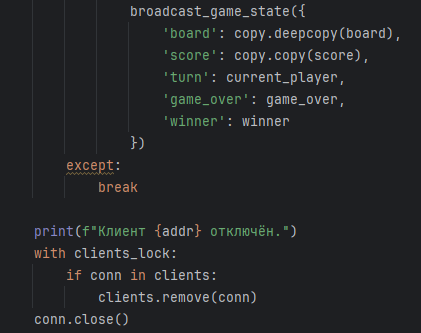 broadcast_game_state({
'board': copy.deepcopy(board),
'score': copy.copy(score),
'turn': current_player,
'game_over': game_over,
'winner': winner
})
except:
break
print(f"Клиент {addr} отключён.")
with clients_lock:
if conn in clients:
clients.remove(conn)
conn.close()